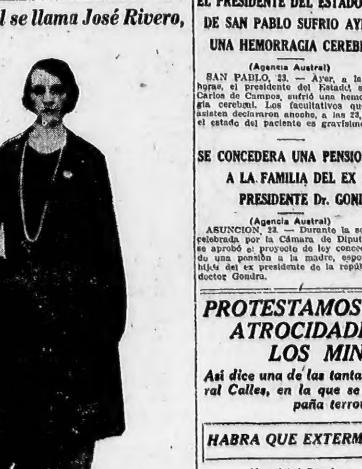 l se llama José Rivero,
EL PRESIDENTE DEL ESTADO
DE SAN PABLO SUFRIO AY
UNA HEMORRAGIA CEREB
(Agencia Austral)
SAN PABLO, 23. — Ayer, a la
horas, el presidente del Estado, s
Carlos de Campos, sufrió una hemo
gia cerebral. Los facultativos qu
asisten declararon anoche, a las 23,
el estado del paciente es gravísimo
SE CONCEDERA UNA PENSIO
A LA FAMILIA DEL EX
PRESIDENTE Dr. GOND
(Agencia Austral)
ASUNCION, 23. — Durante la se
celebrada por la Cámara de Diput
se aprobó el proyecto de ley conce
do una pensión a la madre, espo
hijos del ex presidente de la repúb
doctor Gondra.
PROTESTAMOS
ATROCIDADE
LOS MIN
Así dice una de las tanta
ral Calles, en la que se
paña terro
HABRA QUE EXTERM